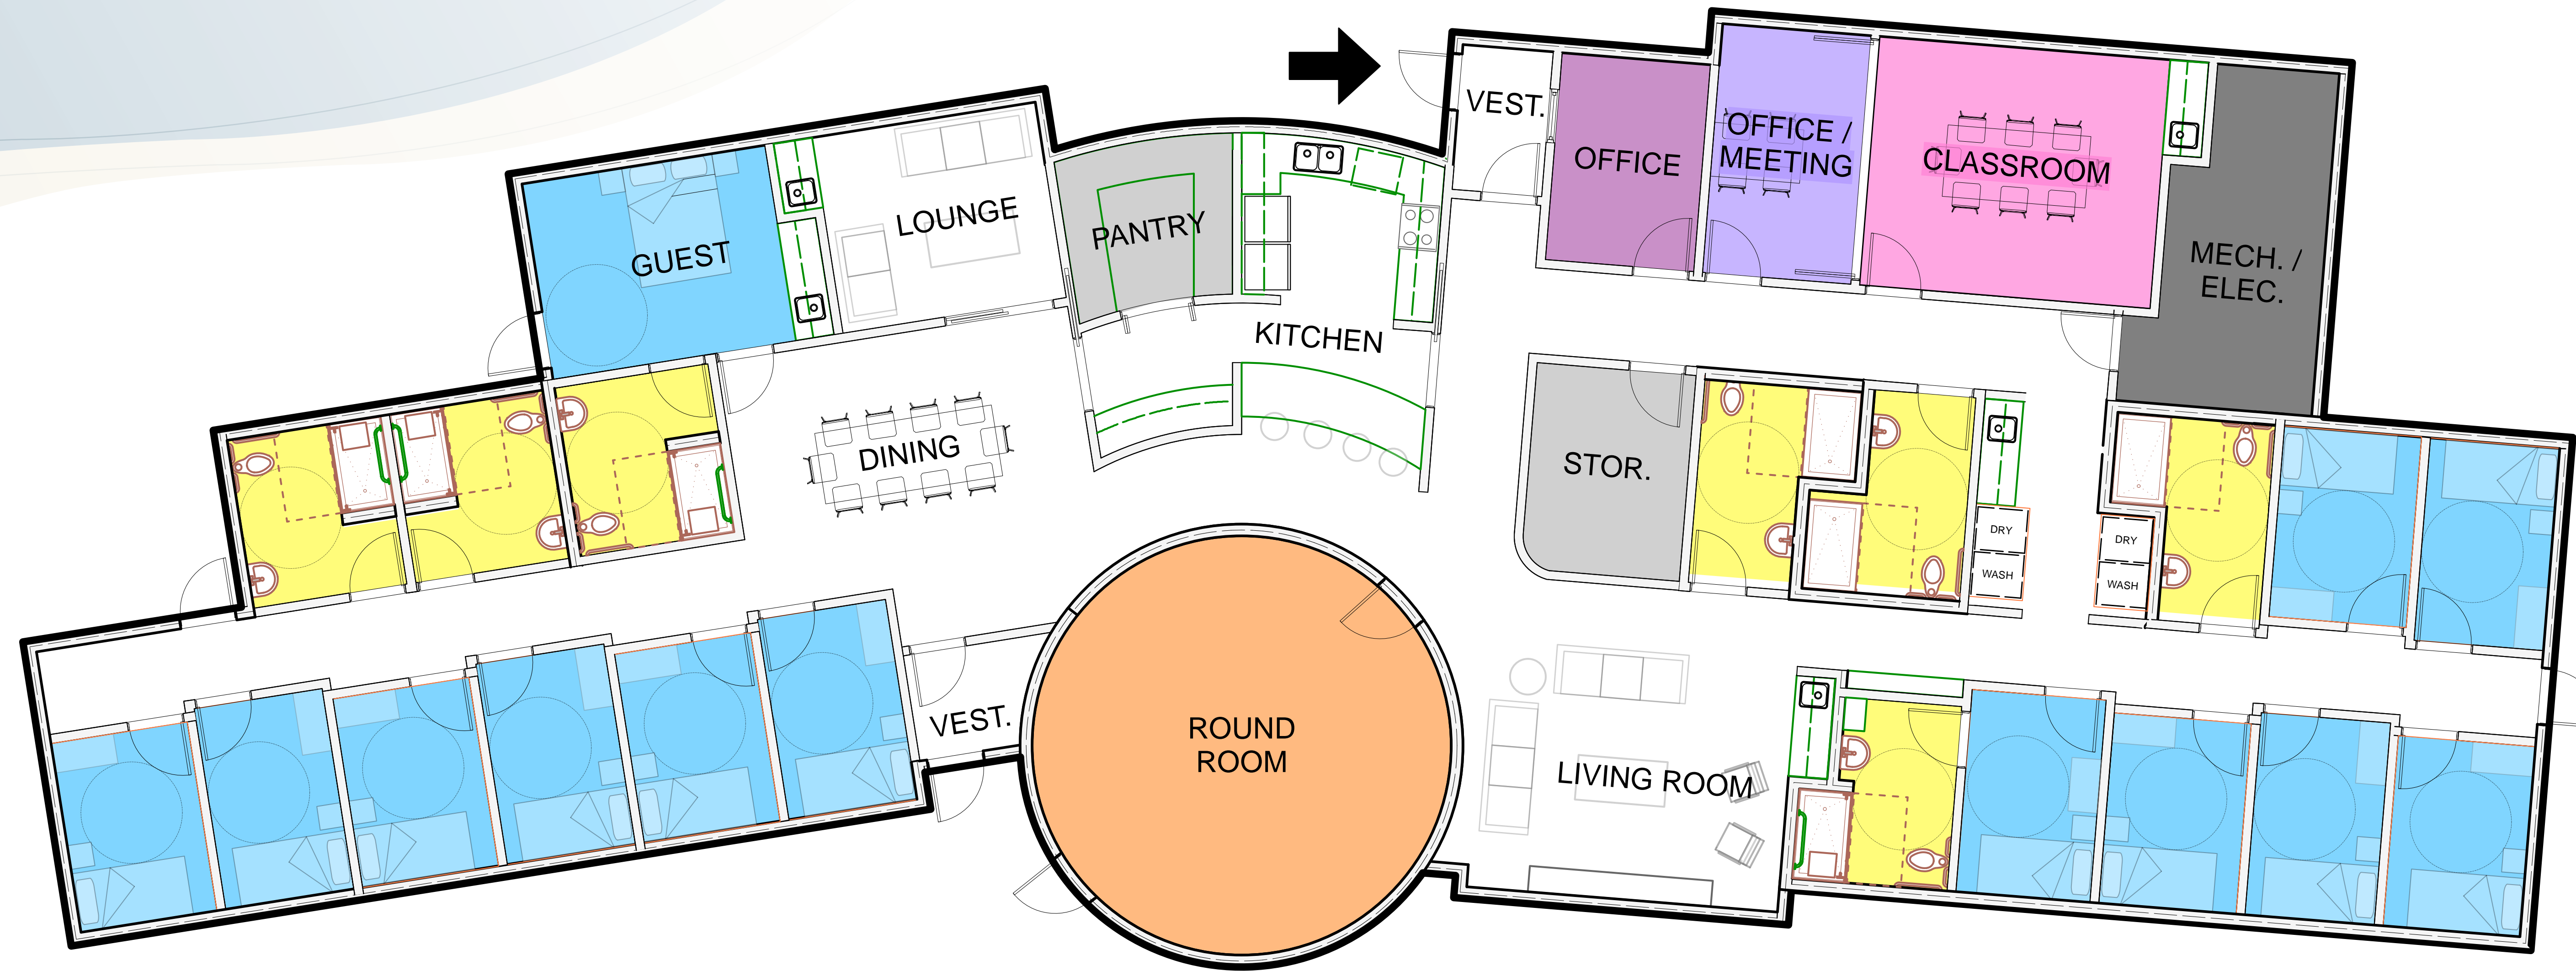 VEST.
OFFICE
OFFICE /
MEETING
CLASSROOM
MECH. /
ELEC.
GUEST
LOUNGE
PANTRY
KITCHEN
DINING
STOR.
DRY
WASH
DRY
WASH
VEST.
ROUND
ROOM
LIVING ROOM